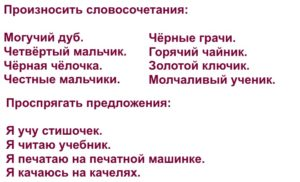 Произносить словосочетания:
Могучий дуб.
Четвёртый мальчик.
Чёрная чёлочка.
Честные мальчики.
Чёрные грачи.
Горячий чайник.
Золотой ключик.
Молчаливый ученик.
Проспрягать предложения:
Я учу стишочек.
Я читаю учебник.
Я печатаю на печатной машинке.
Я качаюсь на качелях.